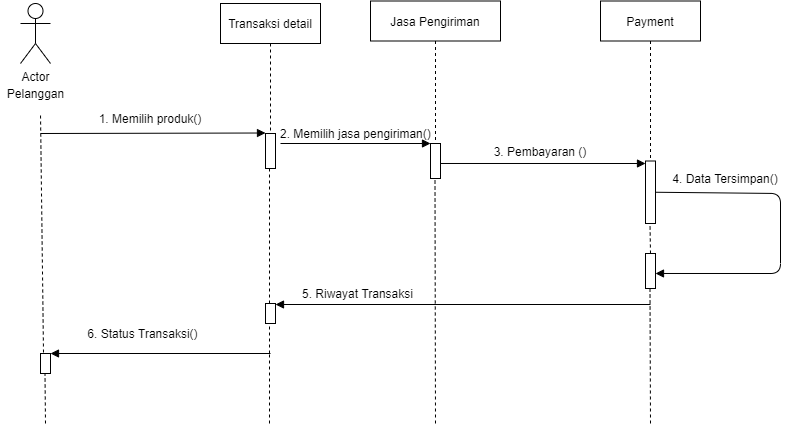 Transaksi detail
Jasa Pengiriman
Payment
Actor
Pelanggan
1. Memilih produk()
2. Memilih jasa pengiriman()
3. Pembayaran ()
4. Data Tersimpan()
5. Riwayat Transaksi
6. Status Transaksi()